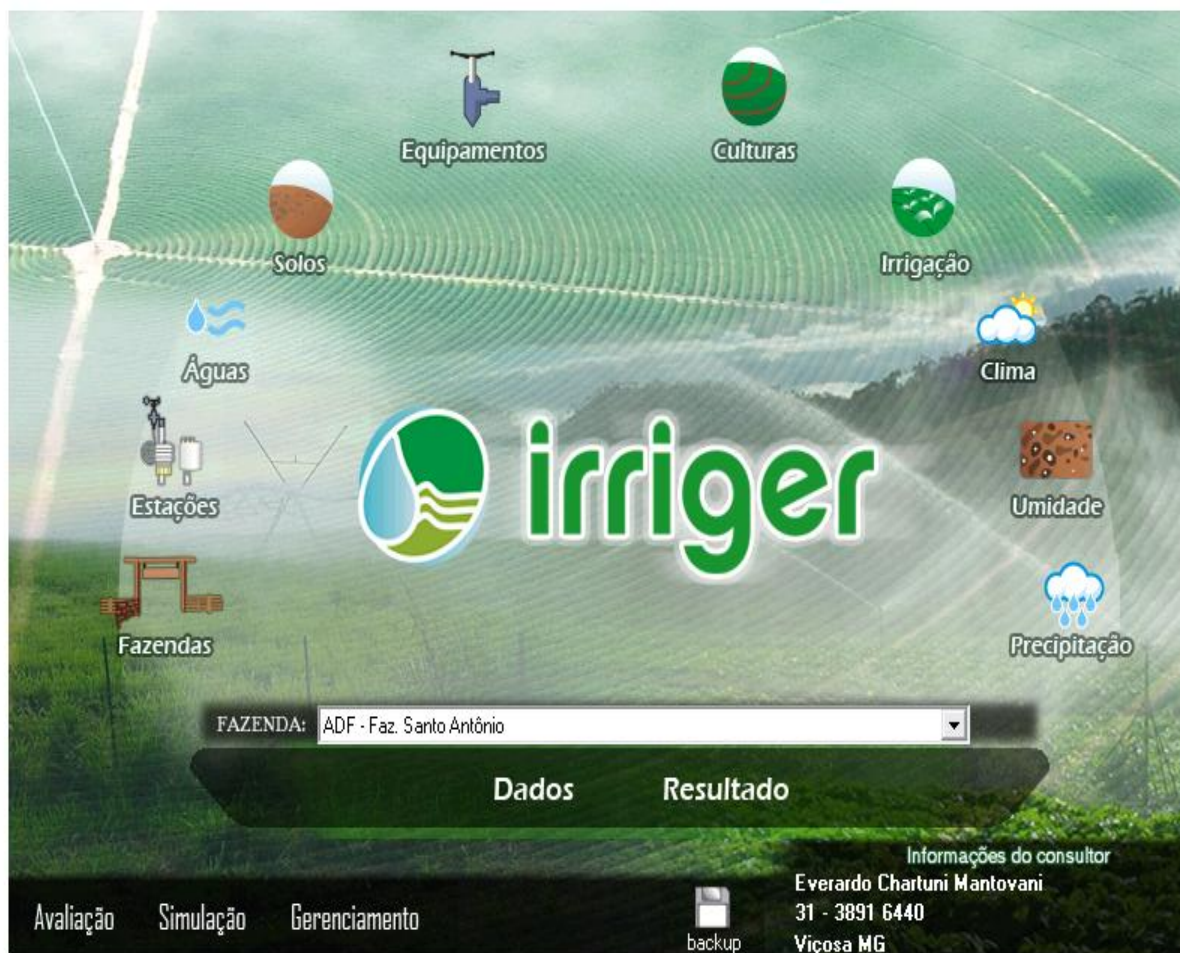 Equipamentos
Culturas
Solos
Irrigação
Águas
Clima
irriger
Estações
Umidade
Fazendas
Precipitação
FAZENDA: ADF - Faz. Santo Antônio
Dados Resultado
Informações do consultor
Everardo Chartuni Mantovani
31 - 3891 6440
Viçosa MG
Avaliação Simulação Gerenciamento
backup